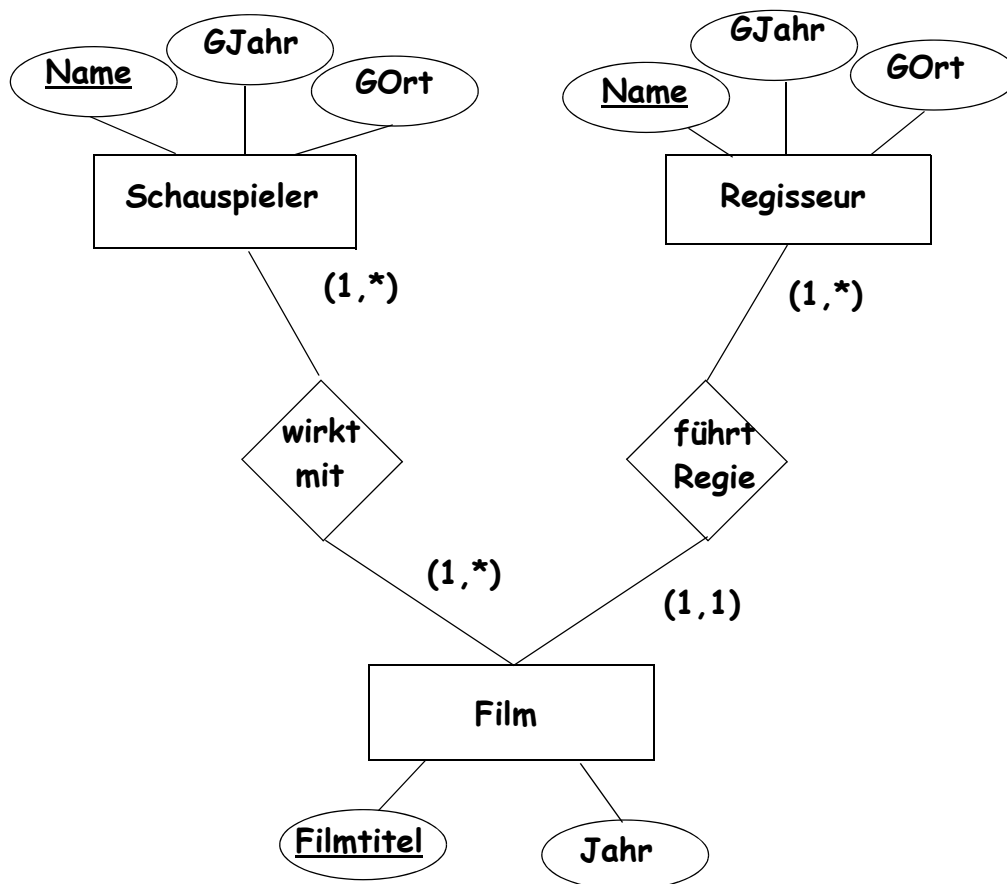 GJahr
Name
GOrt
Schauspieler
GJahr
Name
GOrt
Regisseur
(1,*)
(1,*)
wirkt
mit
führt
Regie
(1,*)
(1,1)
Film
Filmtitel
Jahr